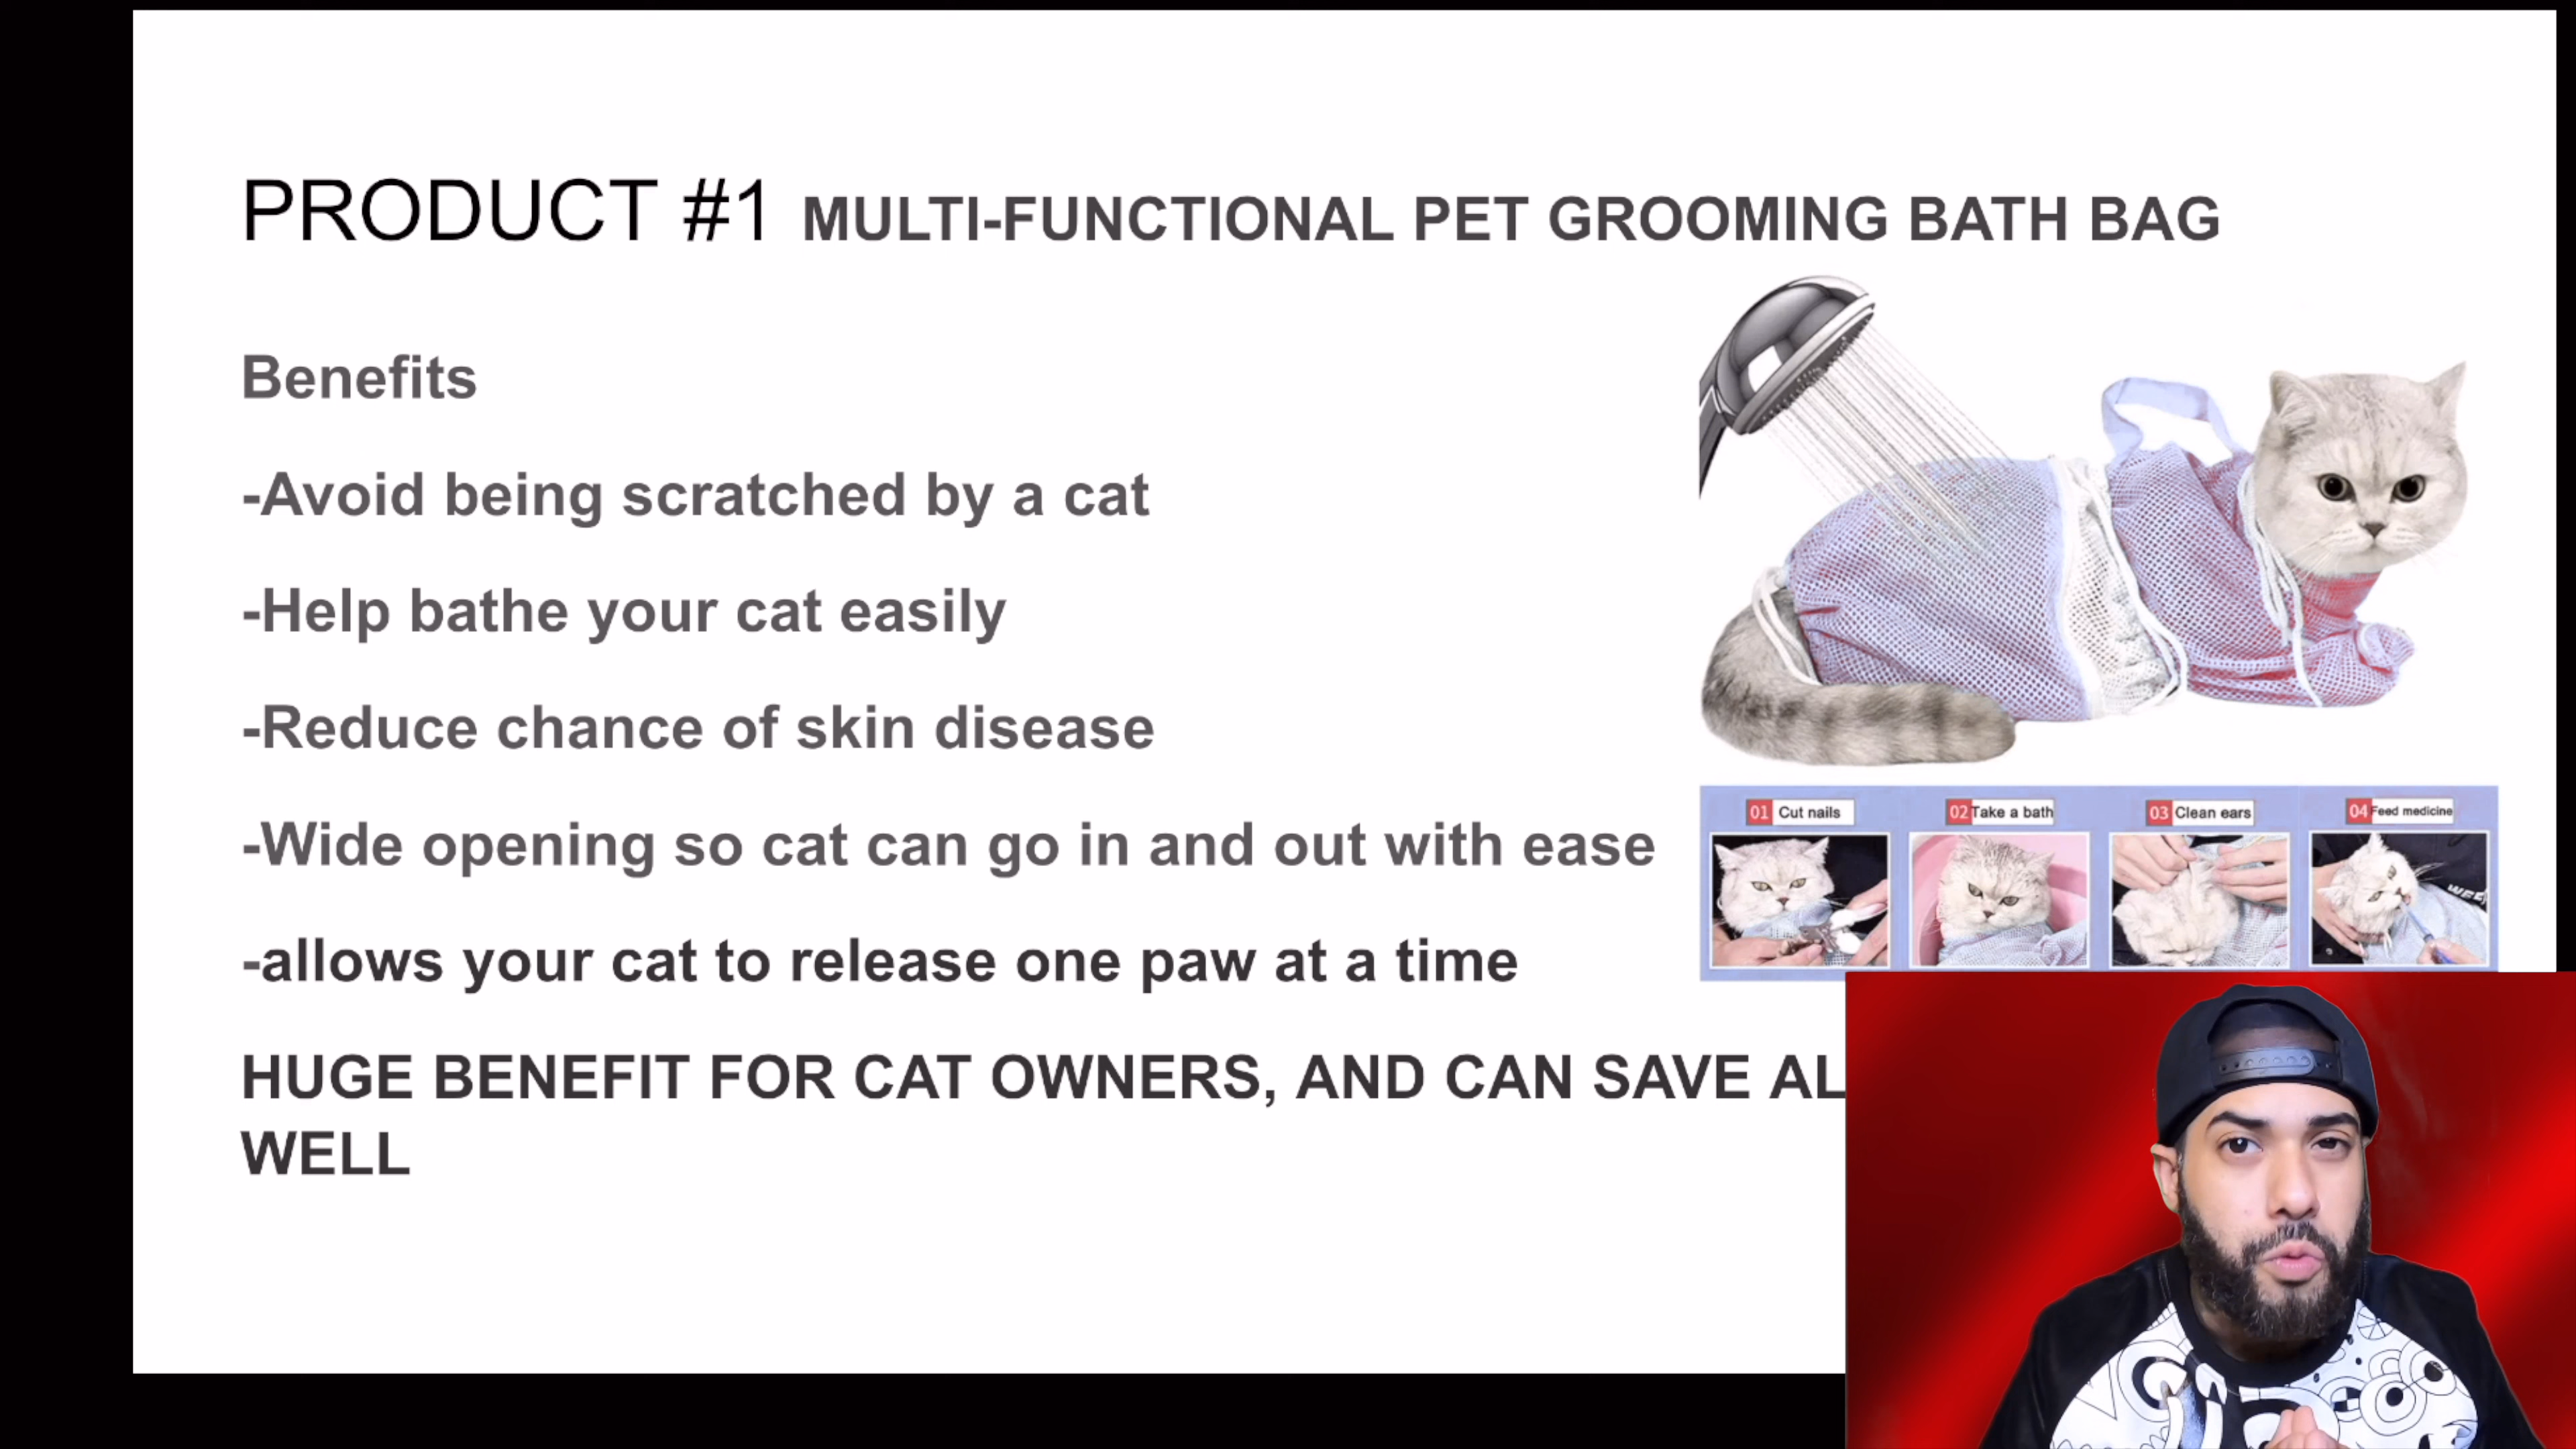 PRODUCT #1 MULTI-FUNCTIONAL PET GROOMING BATH BAG
Benefits
-Avoid being scratched by a cat
-Help bathe your cat easily
-Reduce chance of skin disease
-Wide opening so cat can go in and out with ease
-allows your cat to release one paw at a time
HUGE BENEFIT FOR CAT OWNERS, AND CAN SAVE
WELL
01 Cut nails
02 Take a bath
03 Clean ears
04 Feed medicine